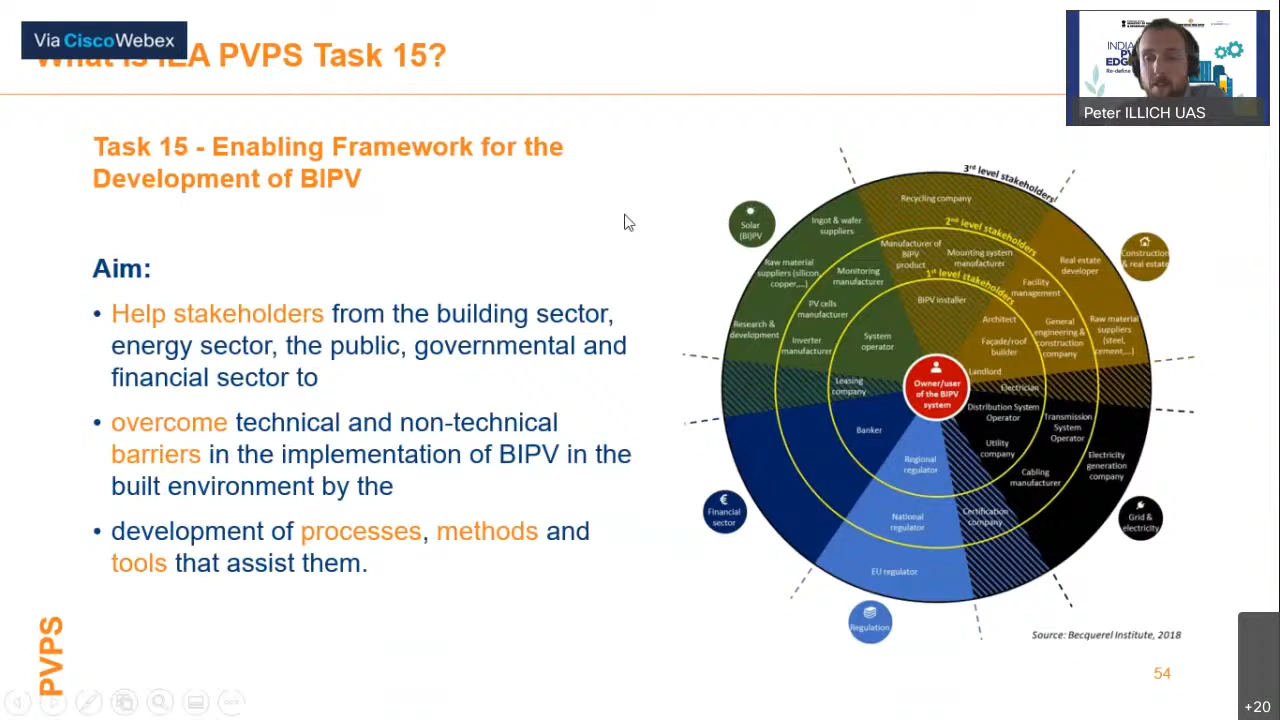 Via Cisco Webex
What is IEA PVPS Task 15?
Peter ILLICH UAS
INDIA
PV
EDG
Re-define
Task 15 - Enabling Framework for the
Development of BIPV
Aim:
• Help stakeholders from the building sector,
energy sector, the public, governmental and
financial sector to
• overcome technical and non-technical
barriers in the implementation of BIPV in the
built environment by the
• development of processes, methods and
tools that assist them.
3rd level stakeholders
Recycling company
2nd level stakeholders
Solar
(BI)PV
Ingot & wafer
suppliers
Manufacturer of
BIPV
product
Mounting system
manufacturer
Construction
& real estate
Real estate
developer
Raw material
suppliers (silicon,
copper,...)
Monitoring
manufacturer
1st level stakeholders
Facility
management
BIPV installer
PV cells
manufacturer
Architect
Research &
development
Inverter
manufacturer
System
operator
Façade/roof
builder
General
engineering &
construction
company
Raw material
suppliers
(steel,
cement,...)
Landlord
Leasing
company
Owner/user
of the BIPV
system
Electrician
Distribution System
Operator
Transmission
System
Operator
Banker
Utility
company
Regional
regulator
Cabling
manufacturer
Electricity
generation
company
€
Financial
sector
National
regulator
Certification
company
Grid &
electricity
EU regulator
Regulation
Source: Becquerel Institute, 2018
PVPS
54
+20